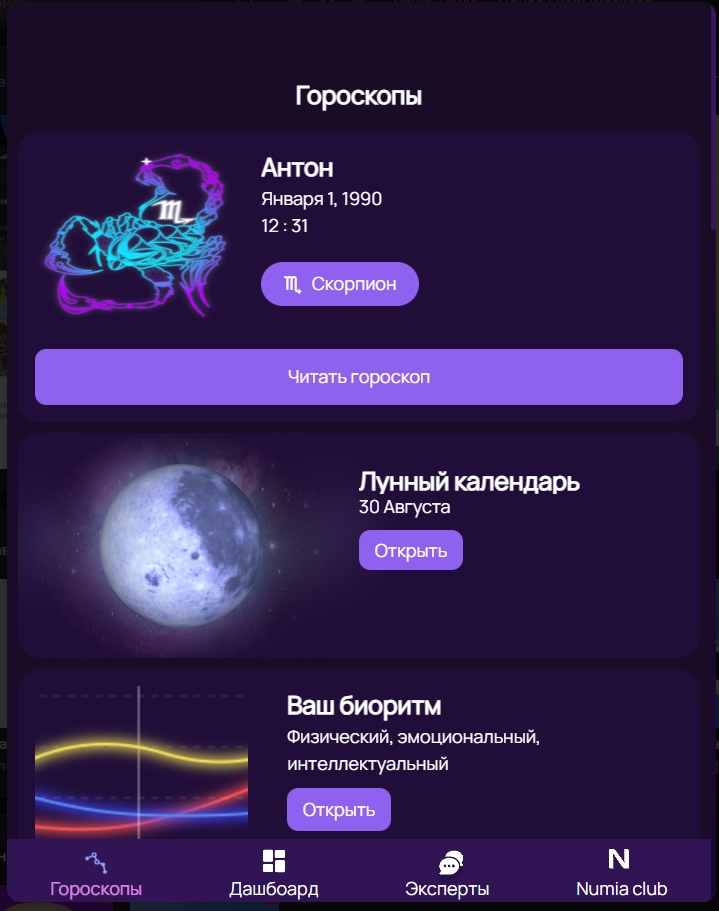 Гороскопы
Антон
Января 1, 1990
12 : 31
♏ Скорпион
Читать гороскоп
Лунный календарь
30 Августа
Открыть
Ваш биоритм
Физический, эмоциональный,
интеллектуальный
Открыть
Гороскопы
Дашбоард
Эксперты
Numia club